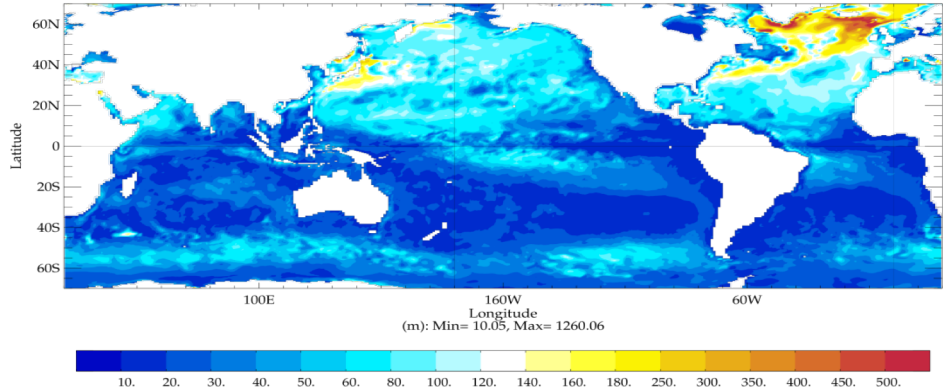 60N
40N
20N
0
20S
40S
60S
Latitude
100E 160W 60W
Longitude
(m): Min= 10.05, Max= 1260.06
10. 20. 30. 40. 50. 60. 80. 100. 120. 140. 160. 180. 250. 300. 350. 400. 450. 500.